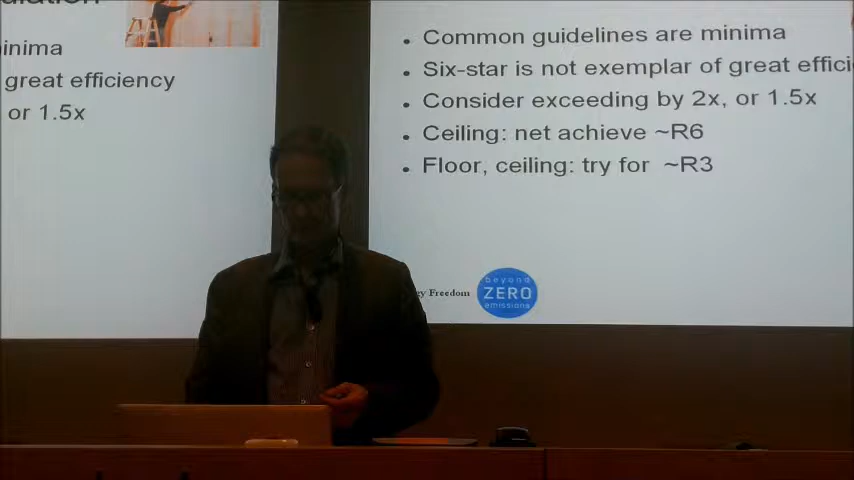 inima
great efficiency
or 1.5x
Common guidelines are minima
Six-star is not exemplar of great effici
Consider exceeding by 2x, or 1.5x
Ceiling: net achieve ~R6
Floor, ceiling: try for ~R3
ey Freedom
beyond
ZERO
emissions